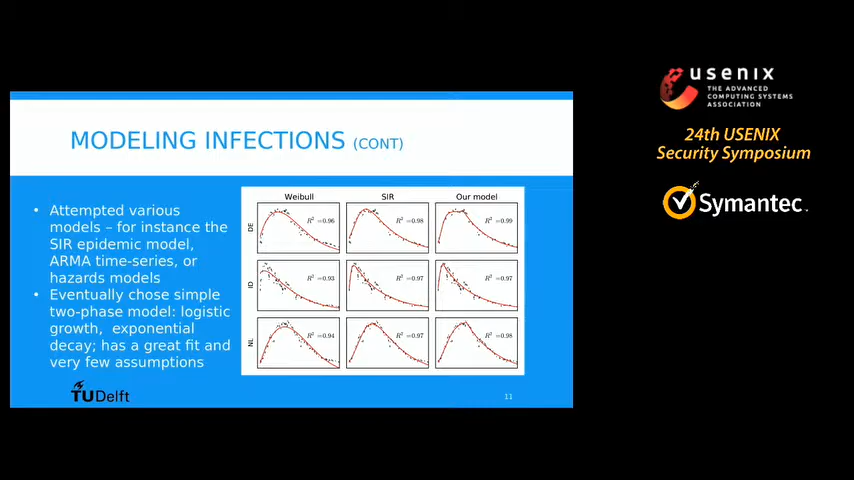 usenix
THE ADVANCED
COMPUTING SYSTEMS
ASSOCIATION
24th USENIX
Security Symposium
Symantec.
MODELING INFECTIONS (CONT)
• Attempted various
models – for instance the
SIR epidemic model,
ARMA time-series, or
hazards models
• Eventually chose simple
two-phase model: logistic
growth, exponential
decay; has a great fit and
very few assumptions
Weibull SIR Our model
DE R² =0.96 R² =0.98 R² =0.99
ID R² =0.93 R² =0.97 R² =0.97
NL R² =0.94 R² =0.97 R² =0.98
TUDelft
11